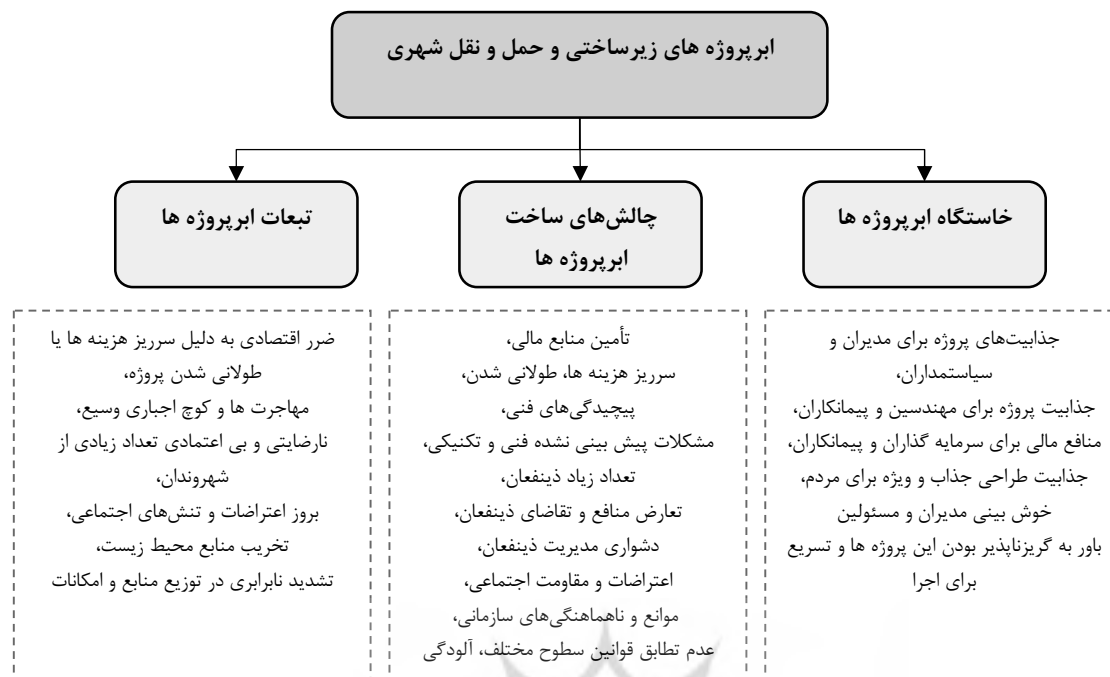 ابرپروژه های زیرساختی و حمل و نقل شهری
خاستگاه ابرپروژه ها
چالش‌های ساخت
ابرپروژه ها
تبعات ابرپروژه ها
جذابیت‌های پروژه برای مدیران و
سیاستمداران،
جذابیت پروژه برای مهندسین و پیمانکاران،
منافع مالی برای سرمایه گذاران و پیمانکاران،
جذابیت طراحی جذاب و ویژه برای مردم،
خوش بینی مدیران و مسئولین
باور به گریزناپذیر بودن این پروژه ها و تسریع
برای اجرا
تأمین منابع مالی،
سرریز هزینه ها، طولانی شدن،
پیچیدگی‌های فنی،
مشکلات پیش بینی نشده فنی و تکنیکی،
تعداد زیاد ذینفعان،
تعارض منافع و تقاضای ذینفعان،
دشواری مدیریت ذینفعان،
اعتراضات و مقاومت اجتماعی،
موانع و ناهماهنگی‌های سازمانی،
عدم تطابق قوانین سطوح مختلف، آلودگی
ضرر اقتصادی به دلیل سرریز هزینه ها یا
طولانی شدن پروژه،
مهاجرت ها و کوچ اجباری وسیع،
نارضایتی و بی اعتمادی تعداد زیادی از
شهروندان،
بروز اعتراضات و تنش‌های اجتماعی،
تخریب منابع محیط زیست،
تشدید نابرابری در توزیع منابع و امکانات